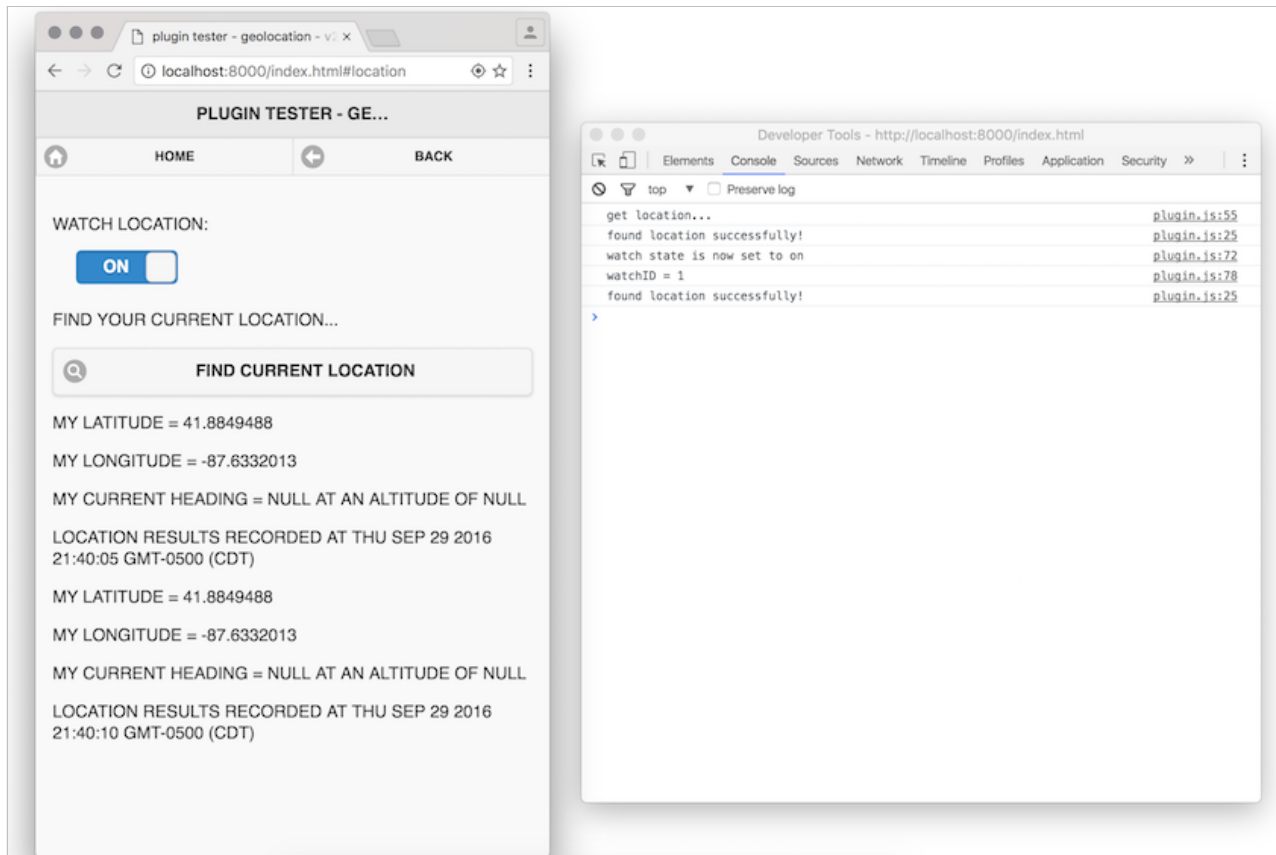 plugin tester - geolocation - v
localhost:8000/index.html#location
PLUGIN TESTER - GE...
HOME
BACK
WATCH LOCATION:
ON
FIND YOUR CURRENT LOCATION...
FIND CURRENT LOCATION
MY LATITUDE = 41.8849488
MY LONGITUDE = -87.6332013
MY CURRENT HEADING = NULL AT AN ALTITUDE OF NULL
LOCATION RESULTS RECORDED AT THU SEP 29 2016
21:40:05 GMT-0500 (CDT)
MY LATITUDE = 41.8849488
MY LONGITUDE = -87.6332013
MY CURRENT HEADING = NULL AT AN ALTITUDE OF NULL
LOCATION RESULTS RECORDED AT THU SEP 29 2016
21:40:10 GMT-0500 (CDT)
Developer Tools - http://localhost:8000/index.html
Elements Console Sources Network Timeline Profiles Application Security »
top Preserve log
get location... plugin.js:55
found location successfully! plugin.js:25
watch state is now set to on plugin.js:72
watchID = 1 plugin.js:78
found location successfully! plugin.js:25
>